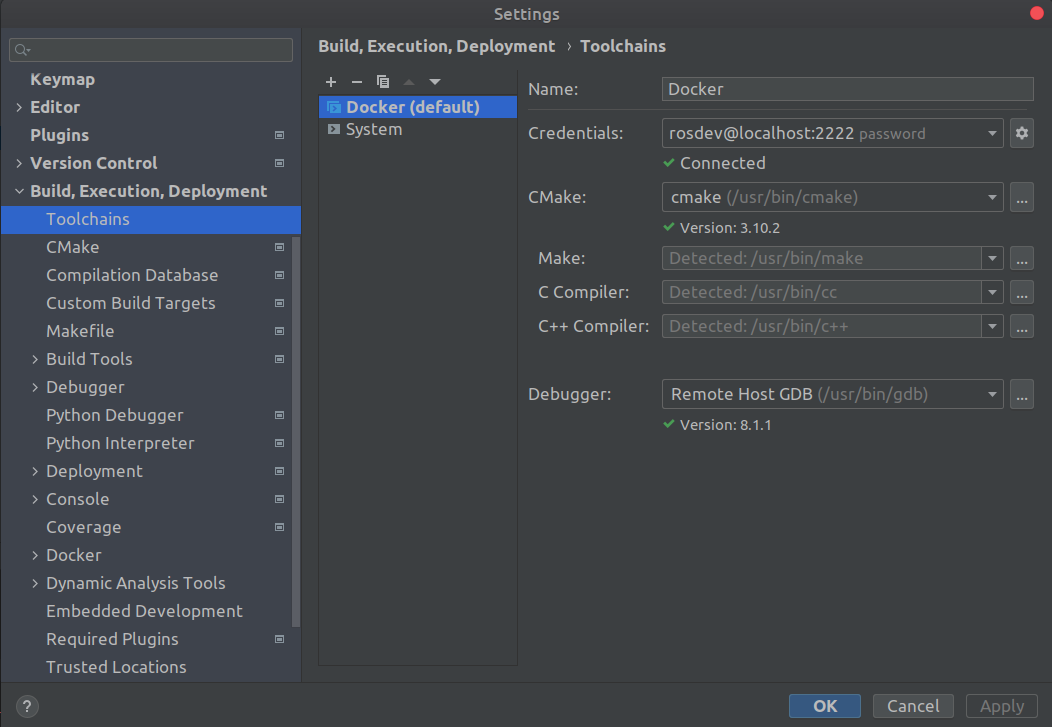 Settings
Build, Execution, Deployment › Toolchains
Keymap
Editor
Plugins
Version Control
Build, Execution, Deployment
Toolchains
CMake
Compilation Database
Custom Build Targets
Makefile
Build Tools
Debugger
Python Debugger
Python Interpreter
Deployment
Console
Coverage
Docker
Dynamic Analysis Tools
Embedded Development
Required Plugins
Trusted Locations
Docker (default)
System
Name: Docker
Credentials: rosdev@localhost:2222 password
Connected
CMake: cmake (/usr/bin/cmake) ...
Version: 3.10.2
Make: Detected: /usr/bin/make ...
C Compiler: Detected: /usr/bin/cc ...
C++ Compiler: Detected: /usr/bin/c++ ...
Debugger: Remote Host GDB (/usr/bin/gdb) ...
Version: 8.1.1
? OK Cancel Apply